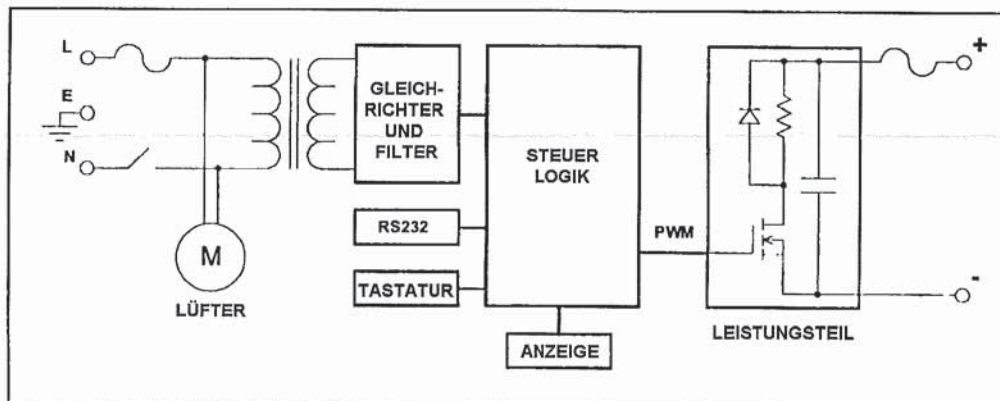 L
E
N
M
LÜFTER
GLEICH-
RICHTER
UND
FILTER
RS232
TASTATUR
STEUER
LOGIK
ANZEIGE
PWM
+
-
LEISTUNGSTEIL